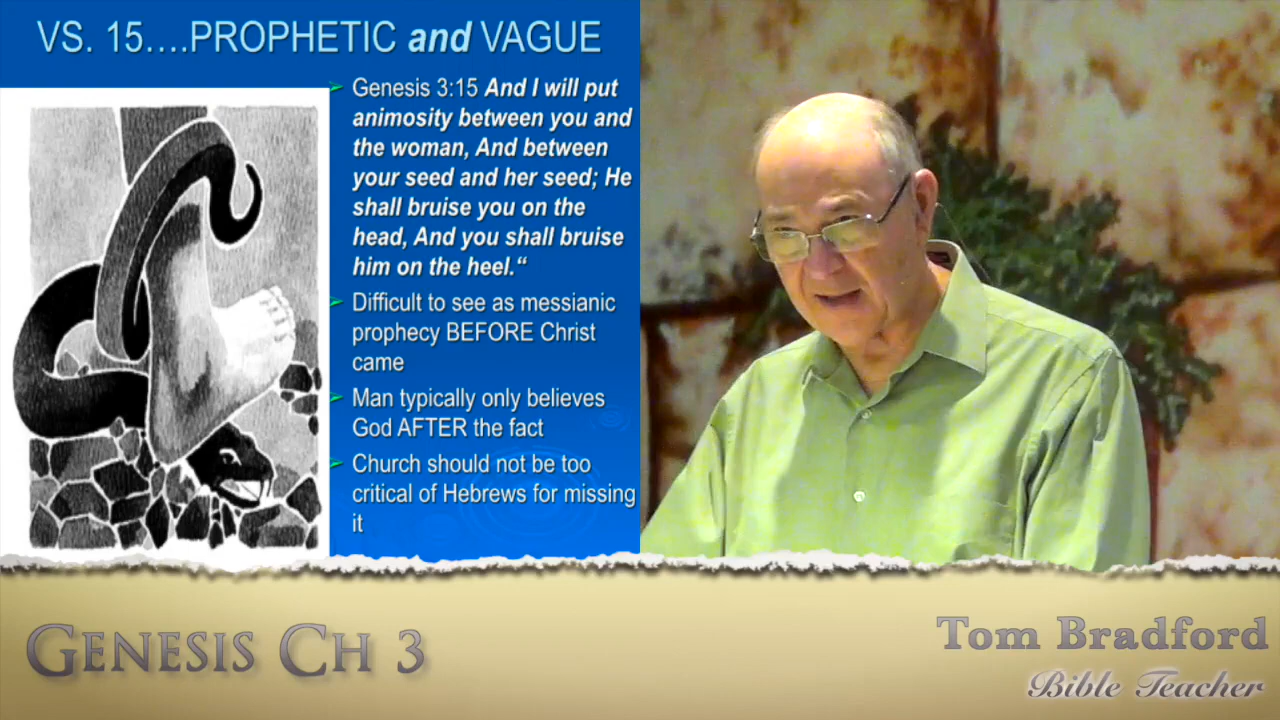 VS. 15....PROPHETIC and VAGUE
Genesis 3:15 And I will put
animosity between you and
the woman, And between
your seed and her seed; He
shall bruise you on the
head, And you shall bruise
him on the heel.“
Difficult to see as messianic
prophecy BEFORE Christ
came
Man typically only believes
God AFTER the fact
Church should not be too
critical of Hebrews for missing
it
GENESIS CH 3
Tom Bradford
Bible Teacher